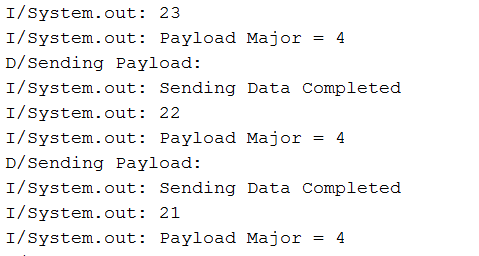 I/System.out: 23
I/System.out: Payload Major = 4
D/Sending Payload:
I/System.out: Sending Data Completed
I/System.out: 22
I/System.out: Payload Major = 4
D/Sending Payload:
I/System.out: Sending Data Completed
I/System.out: 21
I/System.out: Payload Major = 4